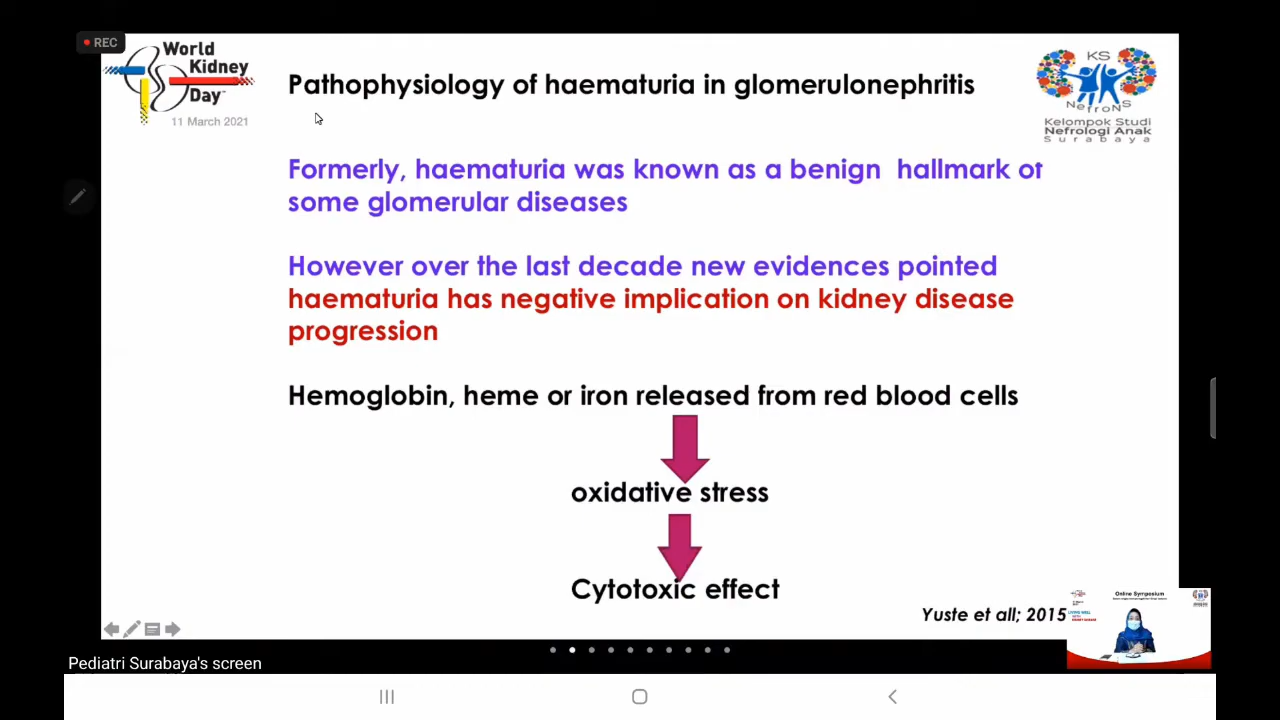 REC
World
Kidney
Day
11 March 2021
Pathophysiology of haematuria in glomerulonephritis
KS
NefroNS
Kelompok Studi
Nefrologi Anak
Surabaya
Formerly, haematuria was known as a benign hallmark of
some glomerular diseases
However over the last decade new evidences pointed
haematuria has negative implication on kidney disease
progression
Hemoglobin, heme or iron released from red blood cells
oxidative stress
Cytotoxic effect
Yuste et all; 2015
Online Symposium
Pediatri Surabaya's screen